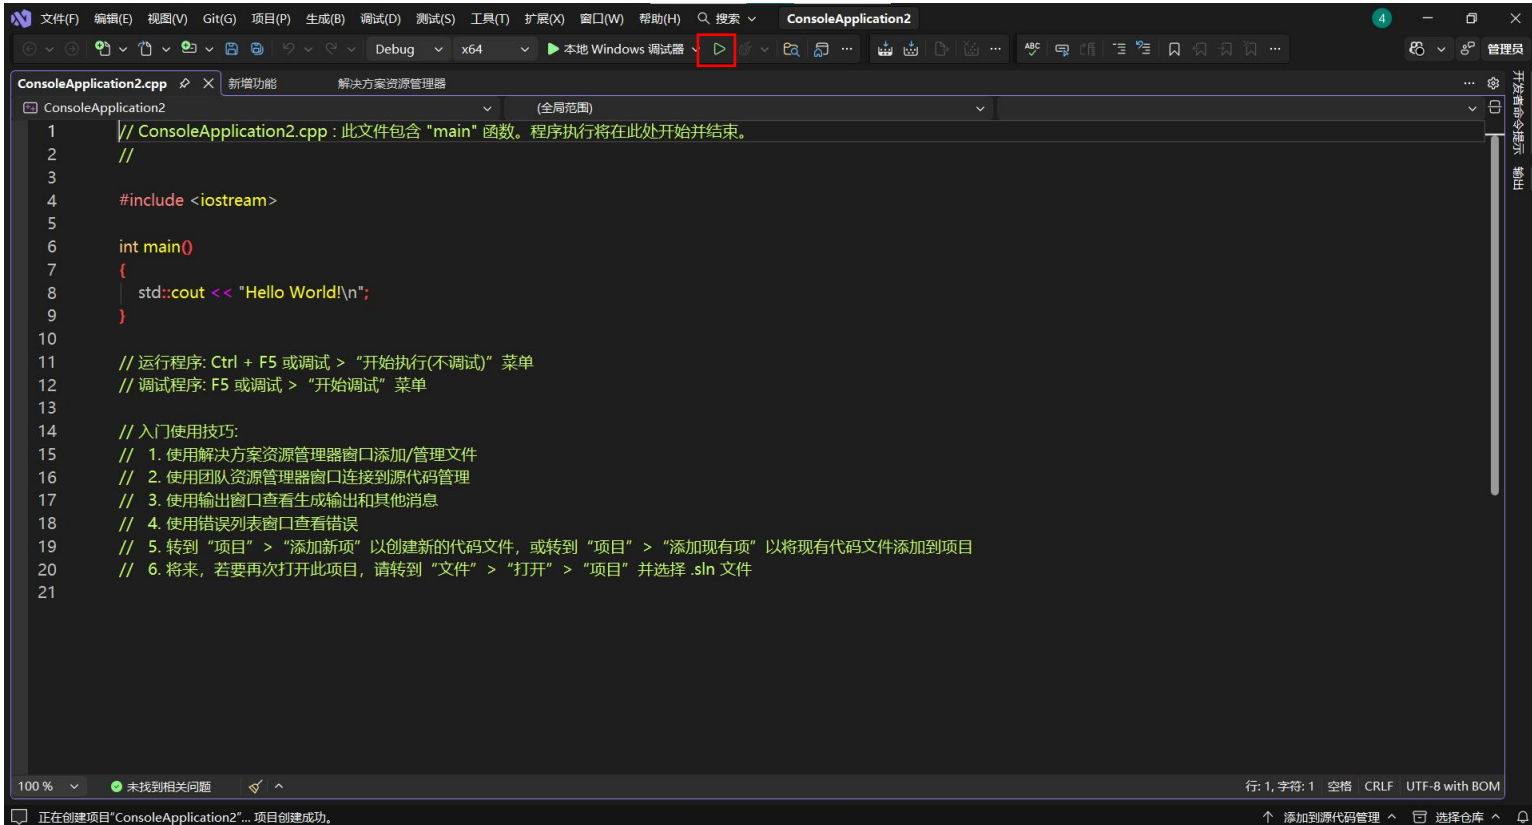 文件(F) 编辑(E) 视图(V) Git(G) 项目(P) 生成(B) 调试(D) 测试(S) 工具(T) 扩展(X) 窗口(W) 帮助(H) 搜索 ConsoleApplication2 4
Debug x64 本地 Windows 调试器 ABC 管理员
ConsoleApplication2.cpp 新增功能 解决方案资源管理器
ConsoleApplication2 (全局范围)
1 // ConsoleApplication2.cpp : 此文件包含 "main" 函数。程序执行将在此处开始并结束。
2 //
3
4 #include <iostream>
5
6 int main()
7 {
8 std::cout << "Hello World!\n";
9 }
10
11 // 运行程序: Ctrl + F5 或调试 >“开始执行(不调试)”菜单
12 // 调试程序: F5 或调试 >“开始调试”菜单
13
14 // 入门使用技巧:
15 // 1. 使用解决方案资源管理器窗口添加/管理文件
16 // 2. 使用团队资源管理器窗口连接到源代码管理
17 // 3. 使用输出窗口查看生成输出和其他消息
18 // 4. 使用错误列表窗口查看错误
19 // 5. 转到“项目”>“添加新项”以创建新的代码文件，或转到“项目”>“添加现有项”以将现有代码文件添加到项目
20 // 6. 将来，若要再次打开此项目，请转到“文件”>“打开”>“项目”并选择 .sln 文件
21
开发者命令提示
输出
100 % 未找到相关问题 行: 1, 字符: 1 空格 CRLF UTF-8 with BOM
正在创建项目"ConsoleApplication2"... 项目创建成功。 添加到源代码管理 选择仓库